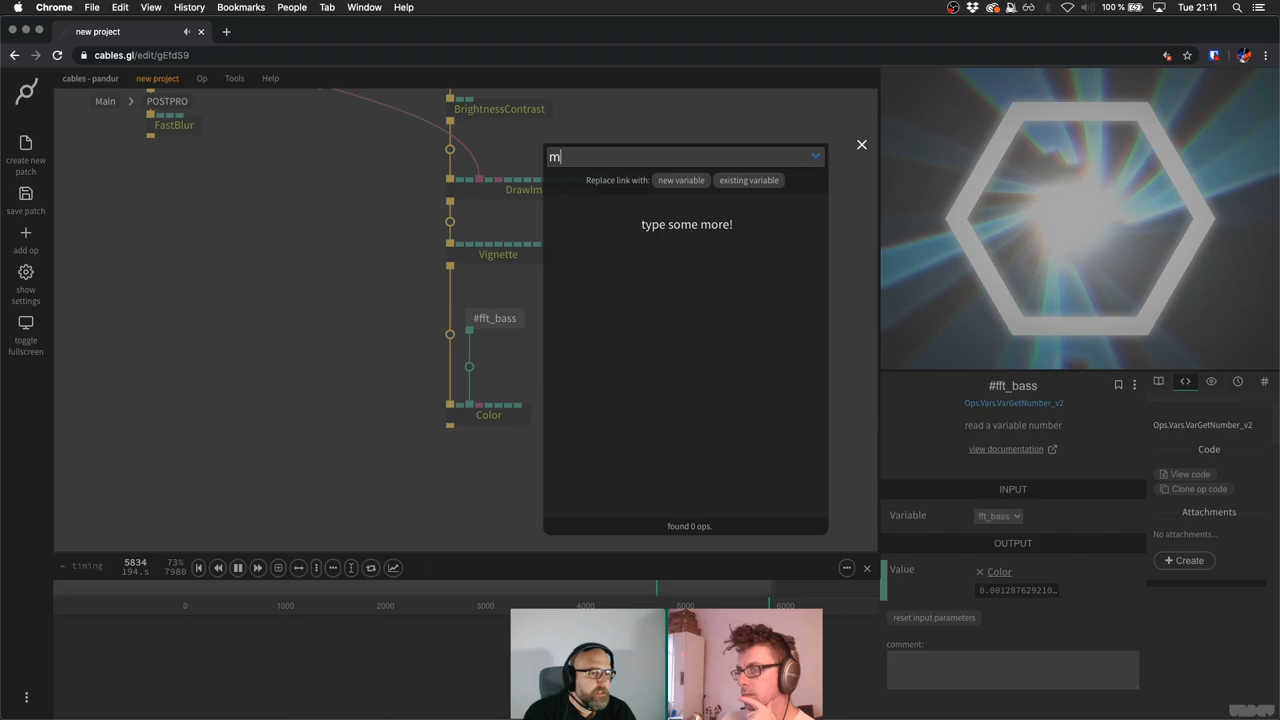 Chrome File Edit View History Bookmarks People Tab Window Help 100 % Tue 21:11
new project
cables.gl/edit/gEfdS9
cables - pandur new project Op Tools Help
Main POSTPRO
FastBlur
BrightnessContrast
create new
patch
save patch
add op
show
settings
toggle
fullscreen
m
Replace link with: new variable existing variable
type some more!
found 0 ops.
DrawIm
Vignette
#fft_bass
Color
#fft_bass
Ops.Vars.VarGetNumber_v2
read a variable number
view documentation
INPUT
Variable fft_bass
OUTPUT
Value Color
0.001287629210...
reset input parameters
comment:
Ops.Vars.VarGetNumber_v2
Code
View code
Clone op code
Attachments
No attachments...
+ Create
timing 5834 73%
194.s 7980
0 1000 2000 3000 4000 5000 6000
UNDEV